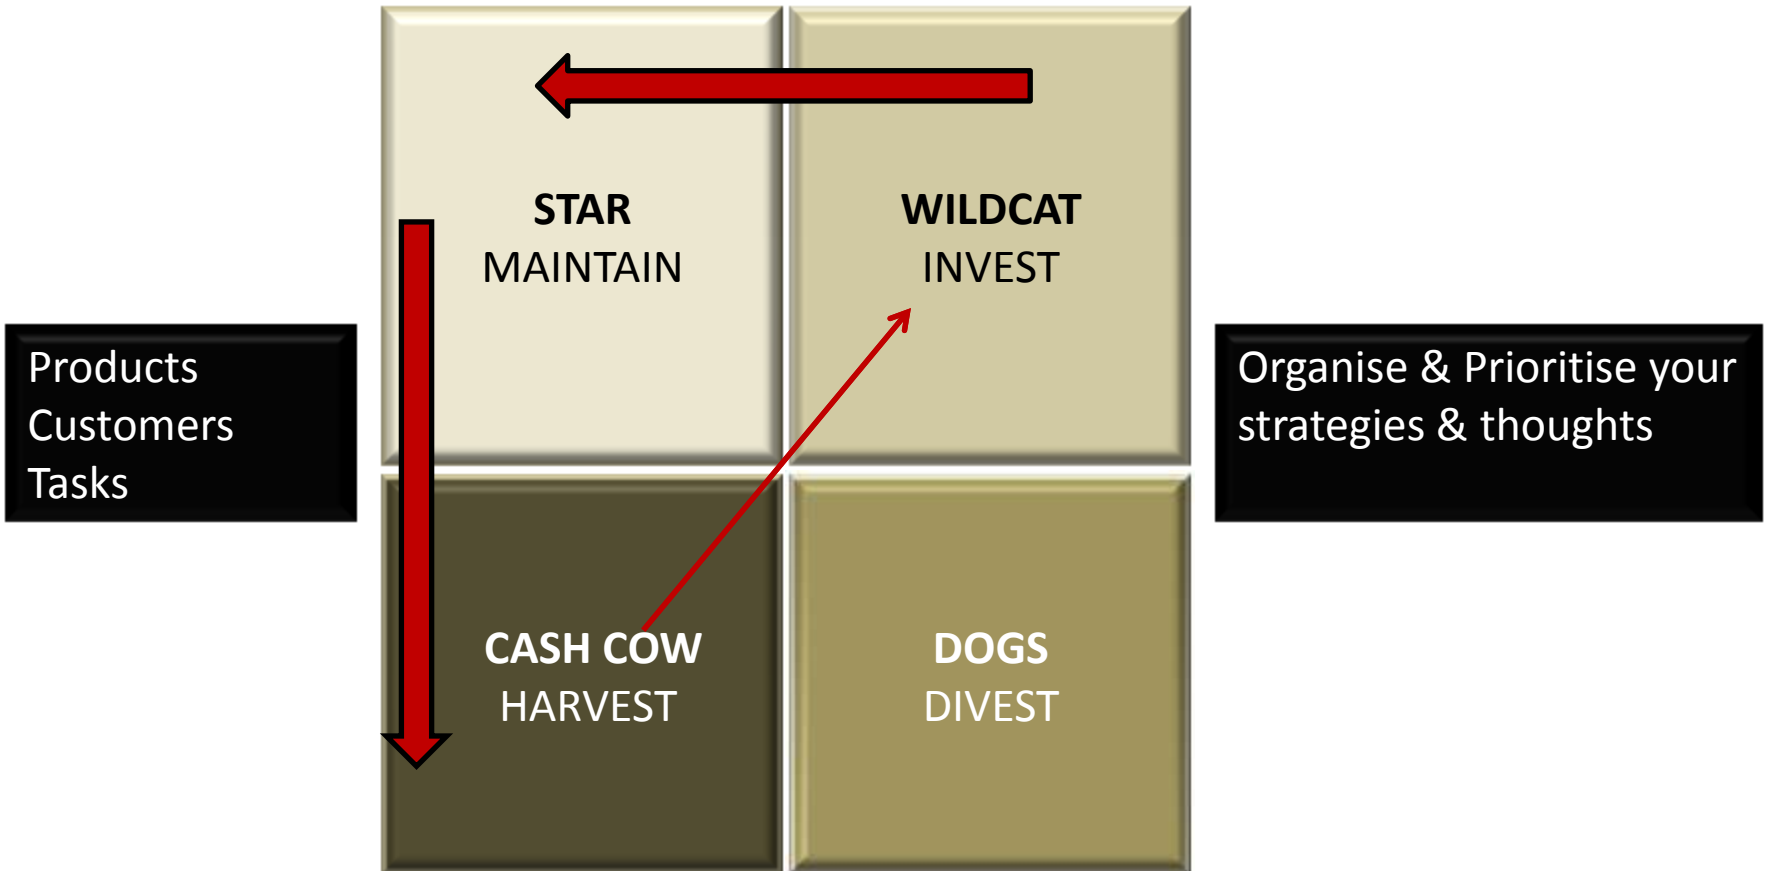 STAR
MAINTAIN
WILDCAT
INVEST
Products
Customers
Tasks
Organise & Prioritise your
strategies & thoughts
CASH COW
HARVEST
DOGS
DIVEST